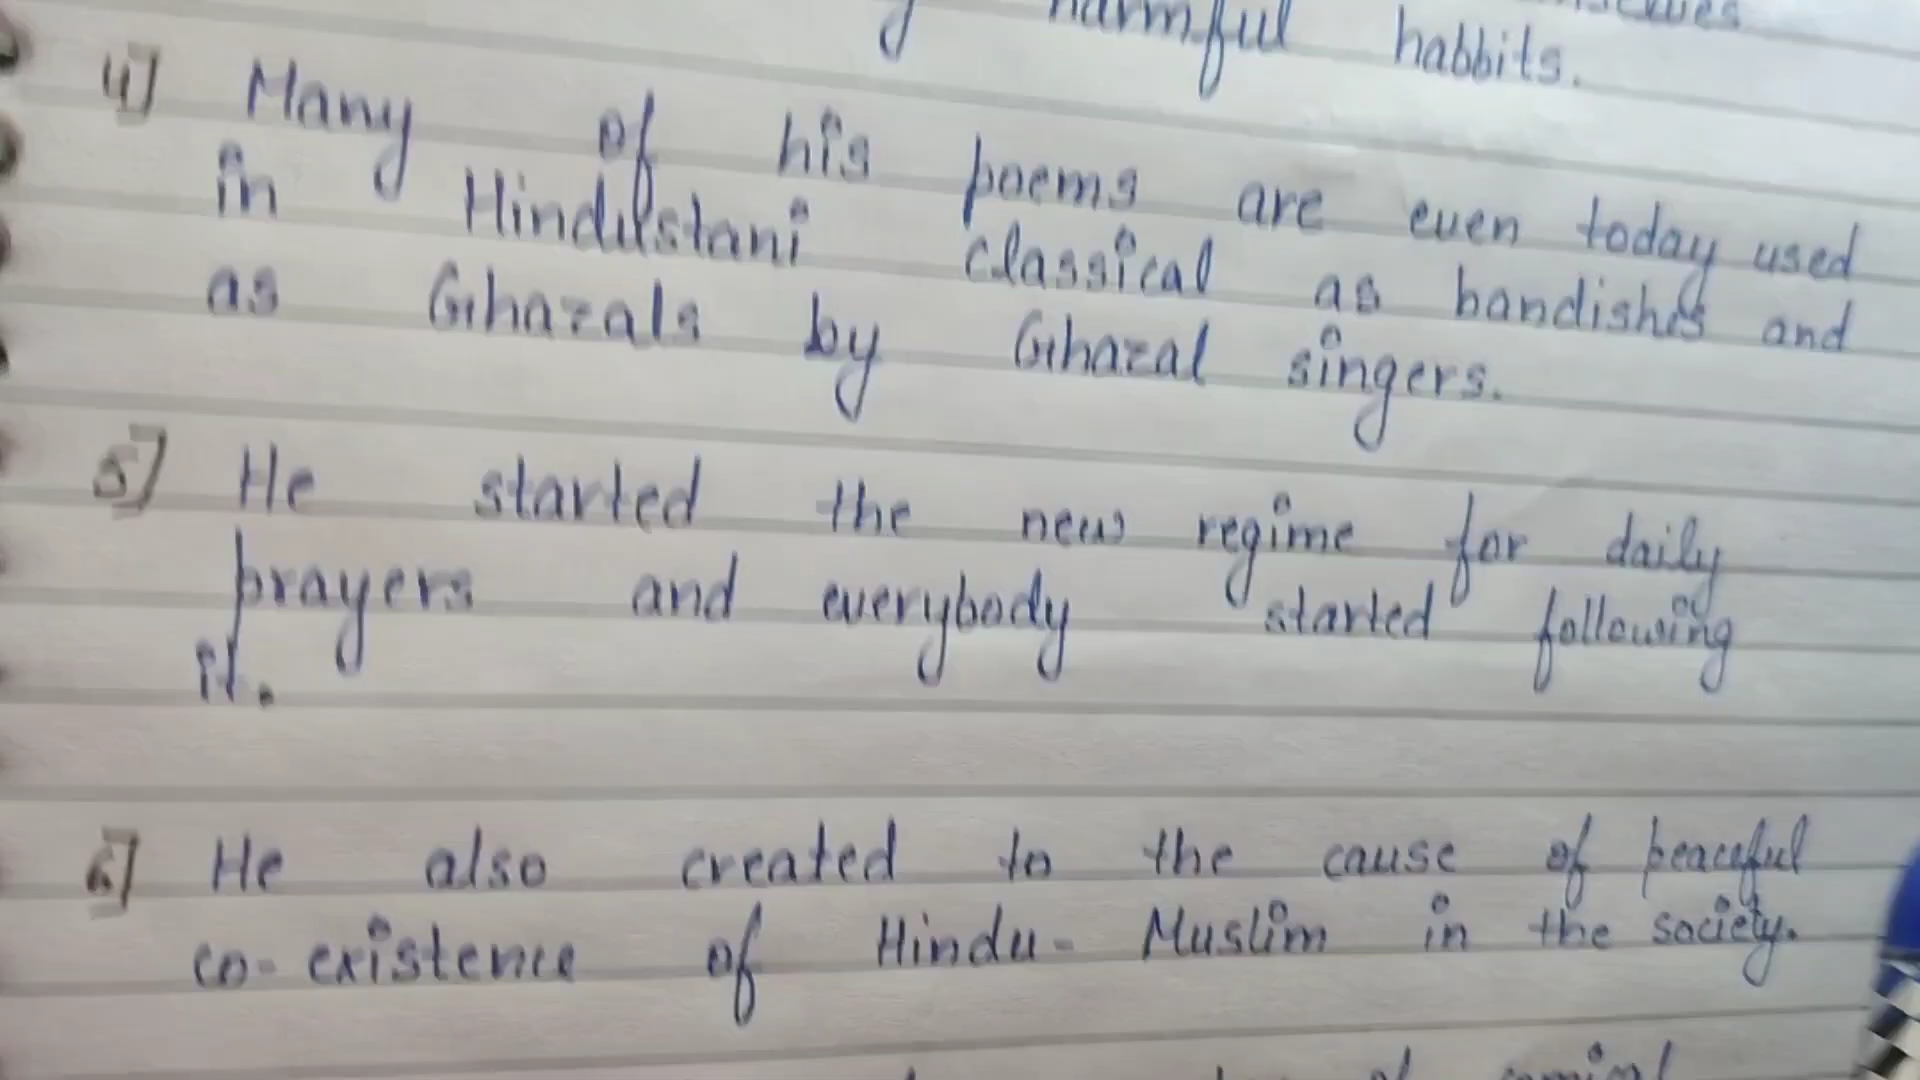 harmful habbits.
4] Many of his poems are even today used
in Hindustani classical as bandishes and
as Ghazals by Ghazal singers.
5] He started the new regime for daily
prayers and everybody started following
it.
6] He also created to the cause of peaceful
co-existence of Hindu- Muslim in the society.